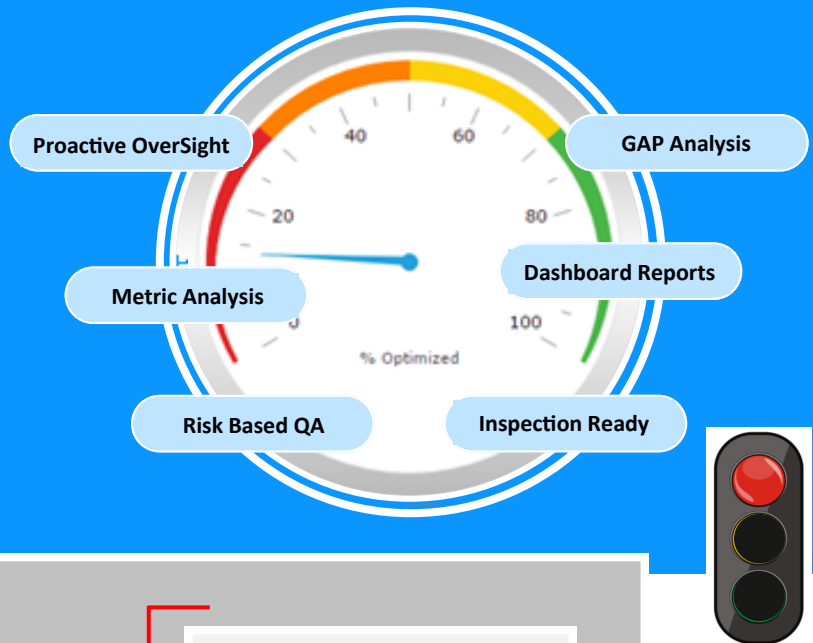 40
60
Proactive OverSight
GAP Analysis
20
80
Dashboard Reports
Metric Analysis
0
100
% Optimized
Risk Based QA
Inspection Ready